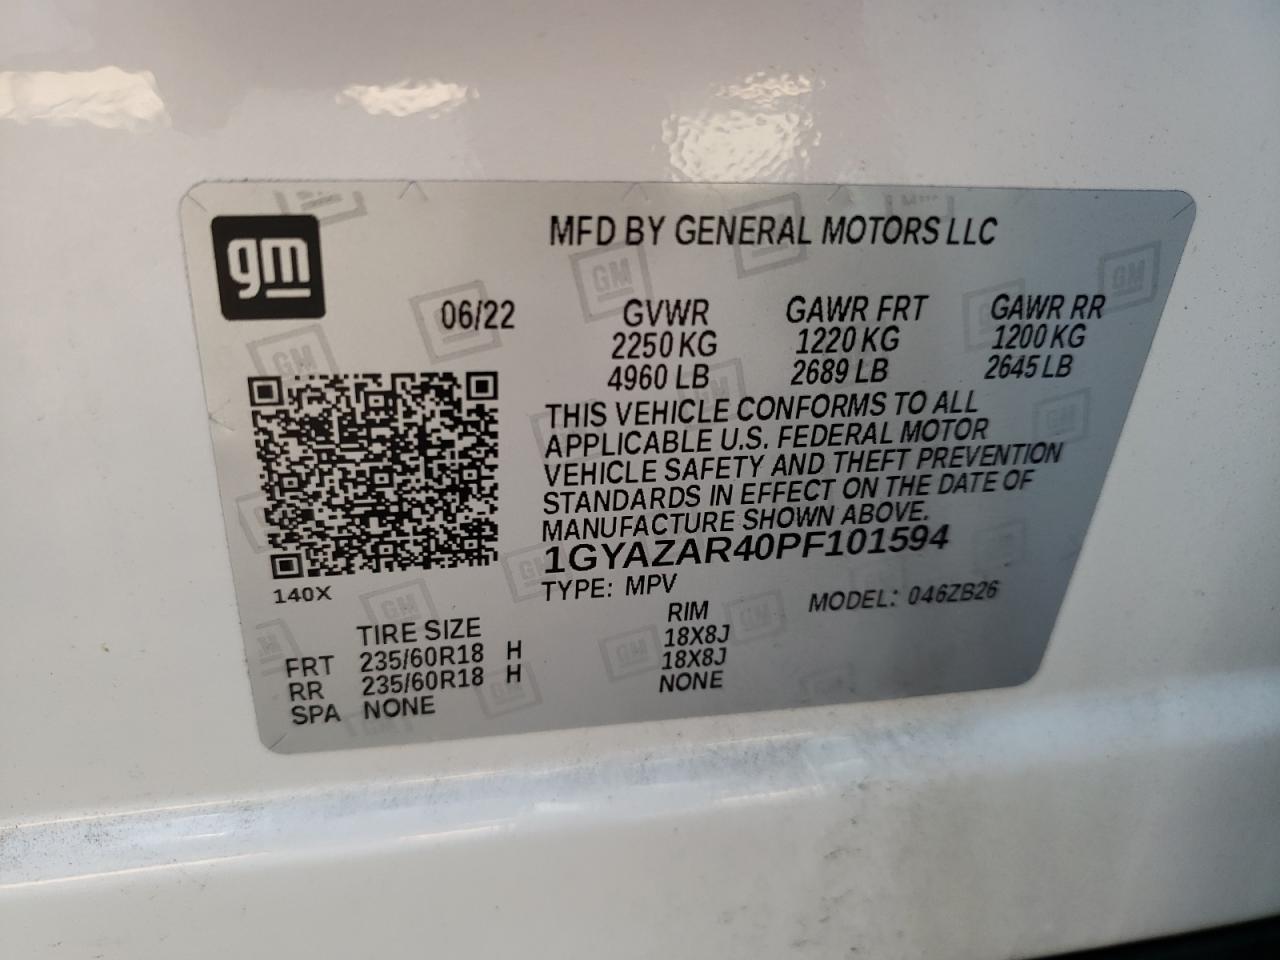 gm
MFD BY GENERAL MOTORS LLC
06/22
GVWR GAWR FRT GAWR RR
2250 KG 1220 KG 1200 KG
4960 LB 2689 LB 2645 LB
THIS VEHICLE CONFORMS TO ALL
APPLICABLE U.S. FEDERAL MOTOR
VEHICLE SAFETY AND THEFT PREVENTION
STANDARDS IN EFFECT ON THE DATE OF
MANUFACTURE SHOWN ABOVE.
1GYAZAR40PF101594
140X
TYPE: MPV MODEL: 046ZB26
TIRE SIZE RIM
FRT 235/60R18 H 18X8J
RR 235/60R18 H 18X8J
SPA NONE NONE